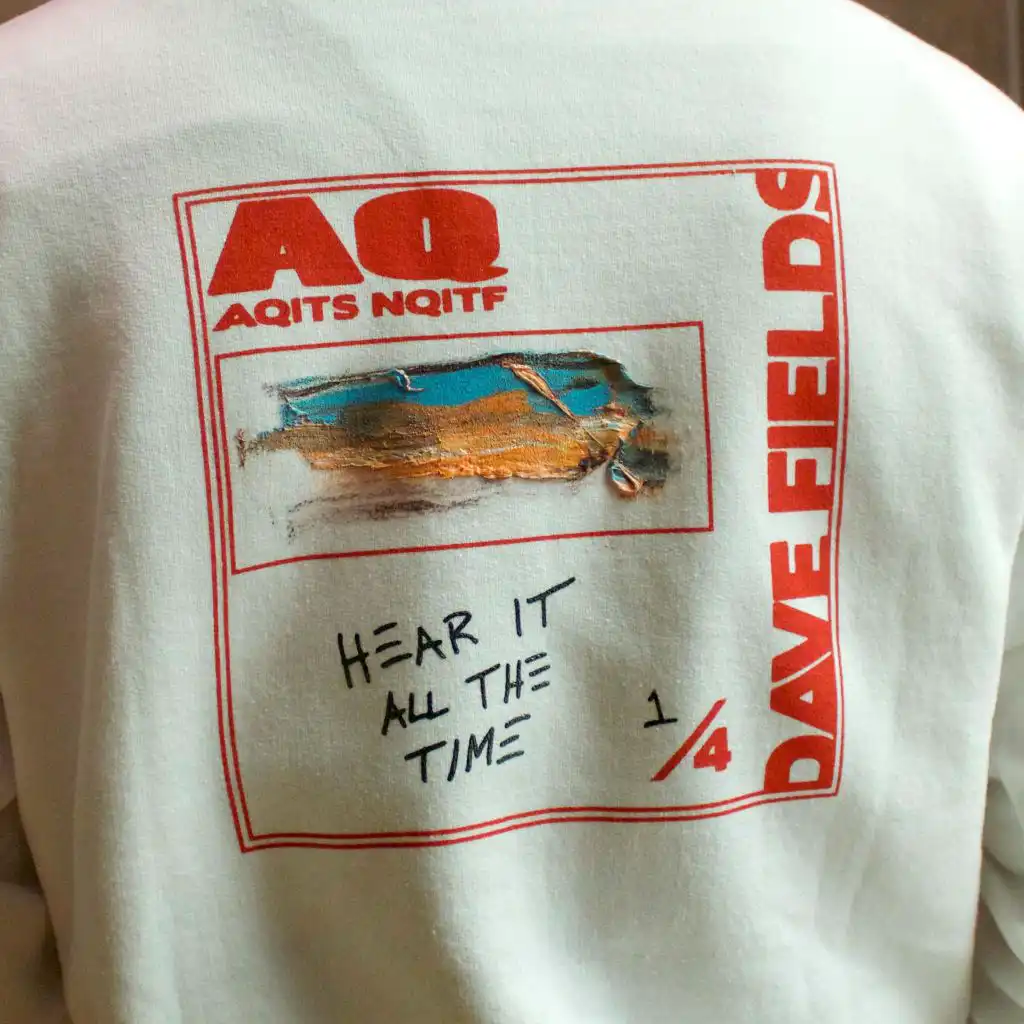 AQ
AQITS NQITF
DAVE FIELDS
HEAR IT
ALL THE
TIME
1/4